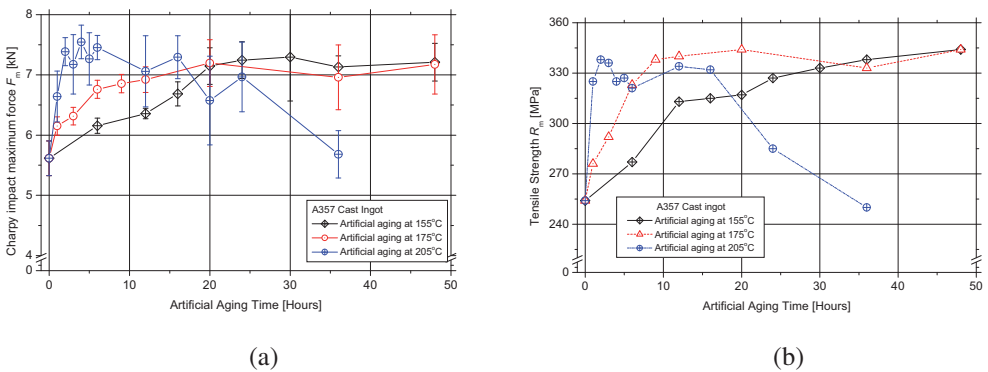 Charpy impact maximum force Fm [kN]
8
7
6
5
4
0
A357 Cast Ingot
Artificial aging at 155°C
Artificial aging at 175°C
Artificial aging at 205°C
0 10 20 30 40 50
Artificial Aging Time [Hours]
(a)
Tensile Strength Rm [MPa]
360
330
300
270
240
0
A357 Cast ingot
Artificial aging at 155°C
Artificial aging at 175°C
Artificial aging at 205°C
0 10 20 30 40 50
Artificial Aging Time [Hours]
(b)